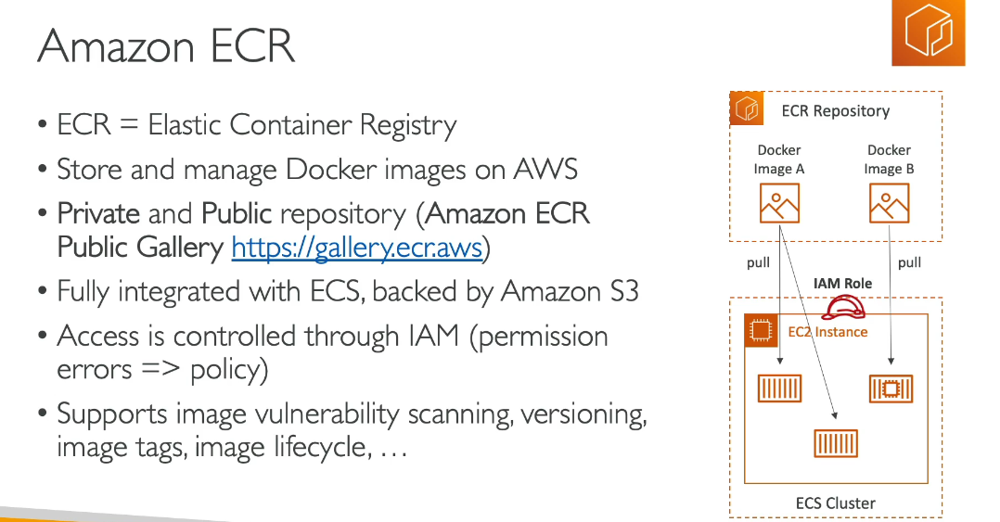 Amazon ECR
• ECR = Elastic Container Registry
• Store and manage Docker images on AWS
• Private and Public repository (Amazon ECR
Public Gallery https://gallery.ecr.aws)
• Fully integrated with ECS, backed by Amazon S3
• Access is controlled through IAM (permission
errors => policy)
• Supports image vulnerability scanning, versioning,
image tags, image lifecycle, …
ECR Repository
Docker
Image A
Docker
Image B
pull
pull
IAM Role
EC2 Instance
ECS Cluster